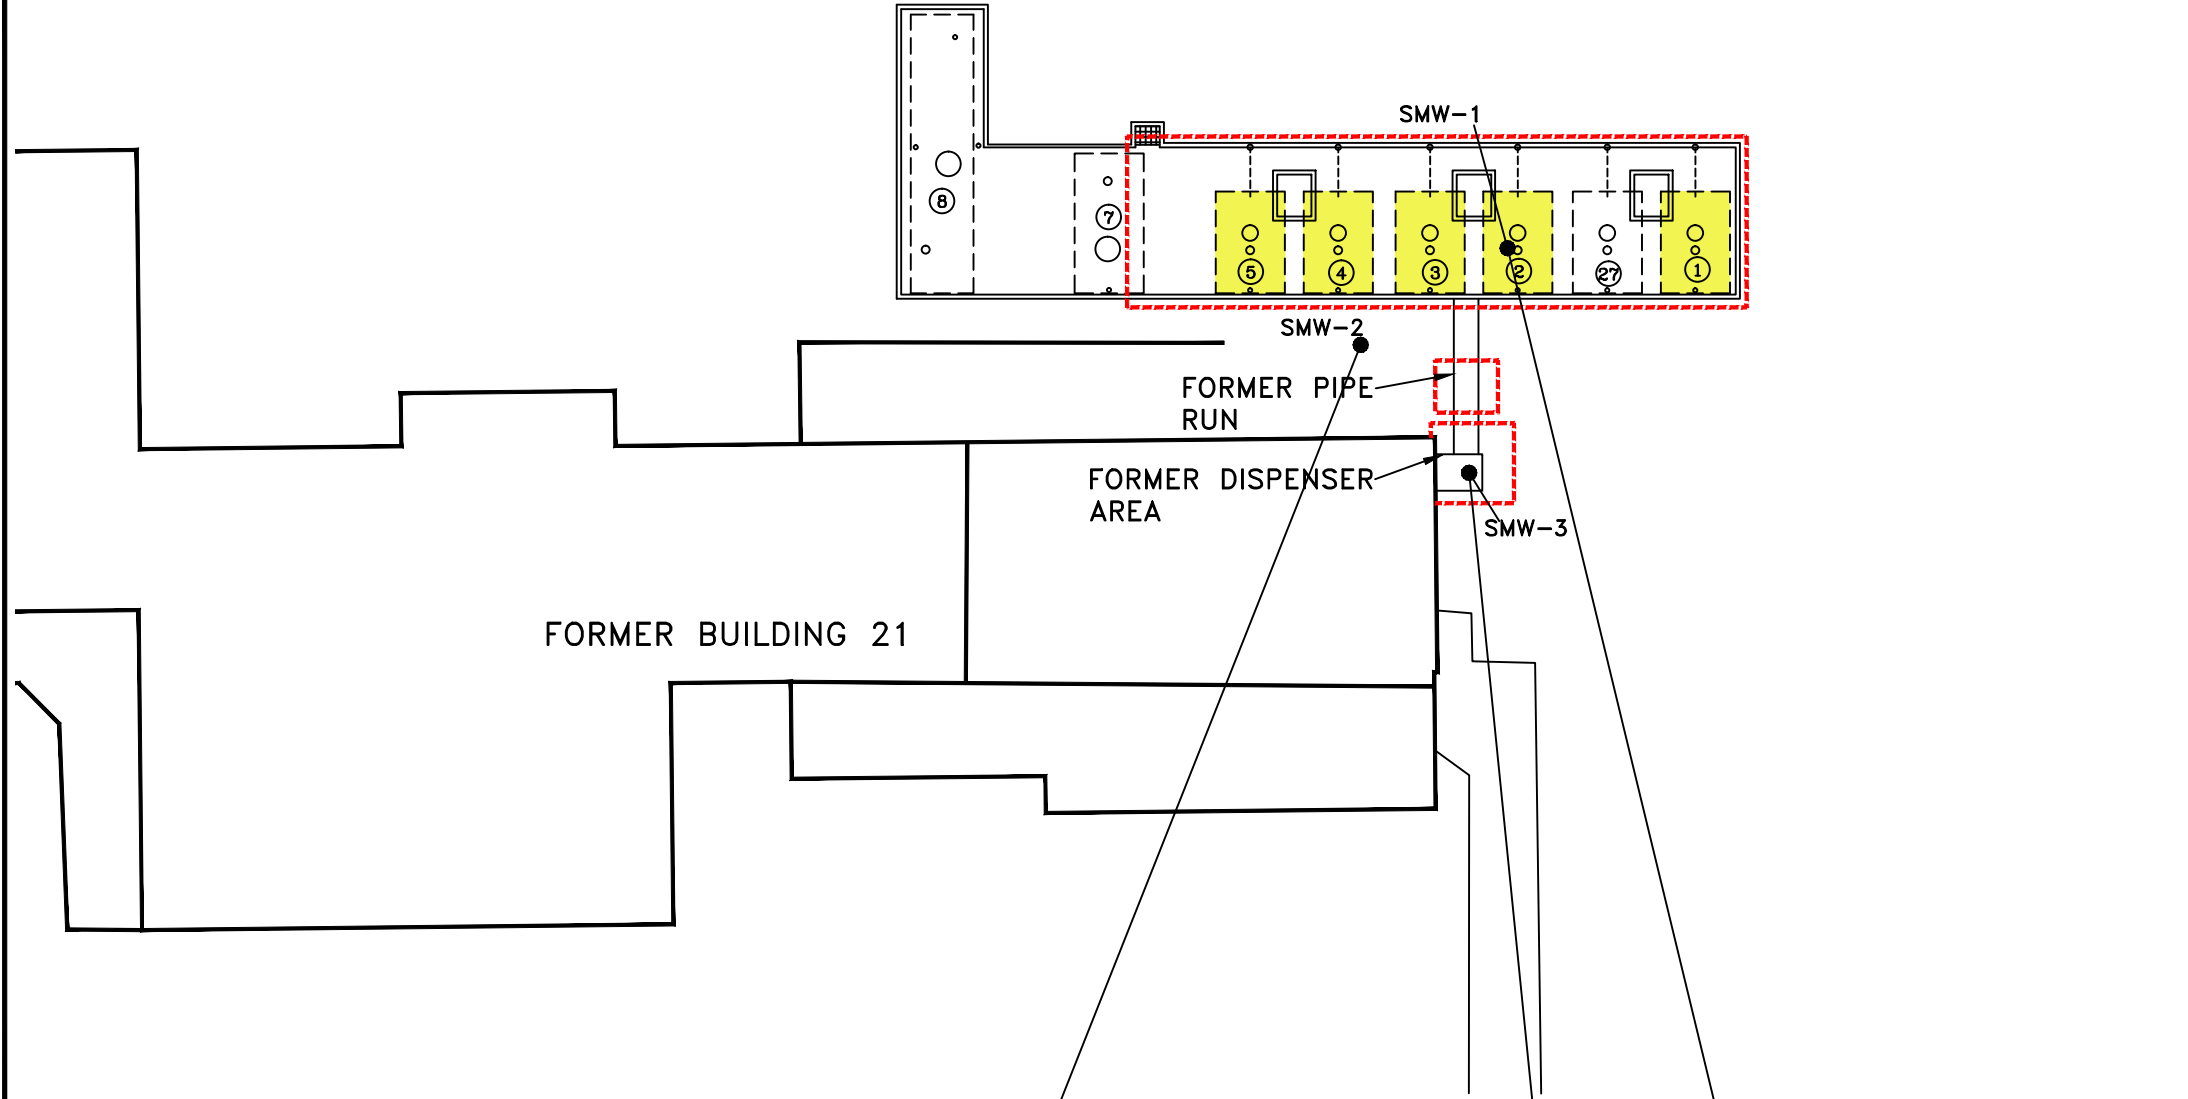 SMW-1
8
7
5
4
3
2
27
1
SMW-2
FORMER PIPE
RUN
FORMER DISPENSER
AREA
SMW-3
FORMER BUILDING 21